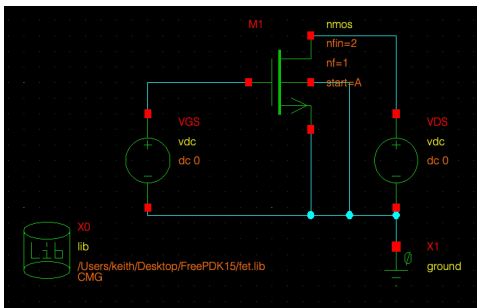 M1
nmos
nfin=2
nf=1
start=A
VGS
vdc
dc 0
VDS
vdc
dc 0
X0
lib
Lib
/Users/keith/Desktop/FreePDK15/fet.lib
CMG
X1
ground